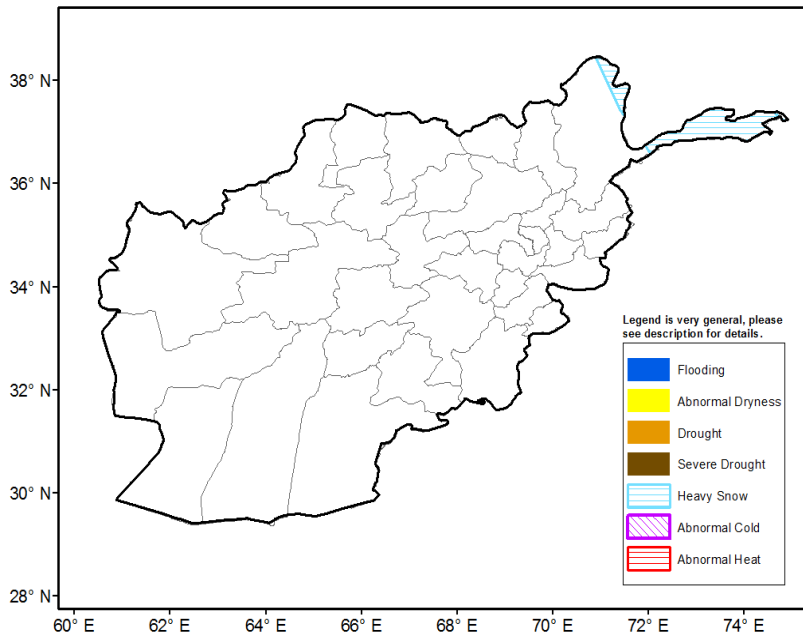 38° N
36° N
34° N
32° N
30° N
28° N
Legend is very general, please
see description for details.
Flooding
Abnormal Dryness
Drought
Severe Drought
Heavy Snow
Abnormal Cold
Abnormal Heat
60° E 62° E 64° E 66° E 68° E 70° E 72° E 74° E